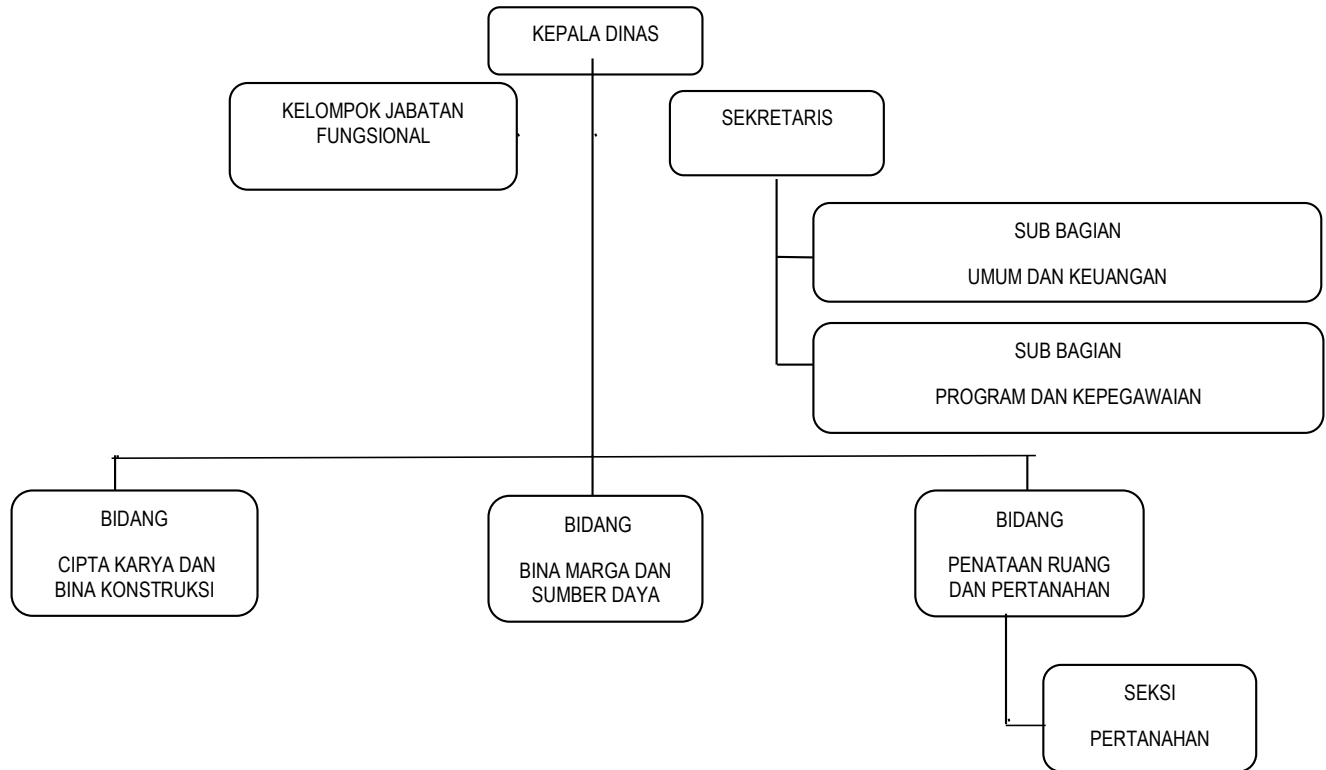 KEPALA DINAS
KELOMPOK JABATAN
FUNGSIONAL
SEKRETARIS
SUB BAGIAN
UMUM DAN KEUANGAN
SUB BAGIAN
PROGRAM DAN KEPEGAWAIAN
BIDANG
CIPTA KARYA DAN
BINA KONSTRUKSI
BIDANG
BINA MARGA DAN
SUMBER DAYA
BIDANG
PENATAAN RUANG
DAN PERTANAHAN
SEKSI
PERTANAHAN